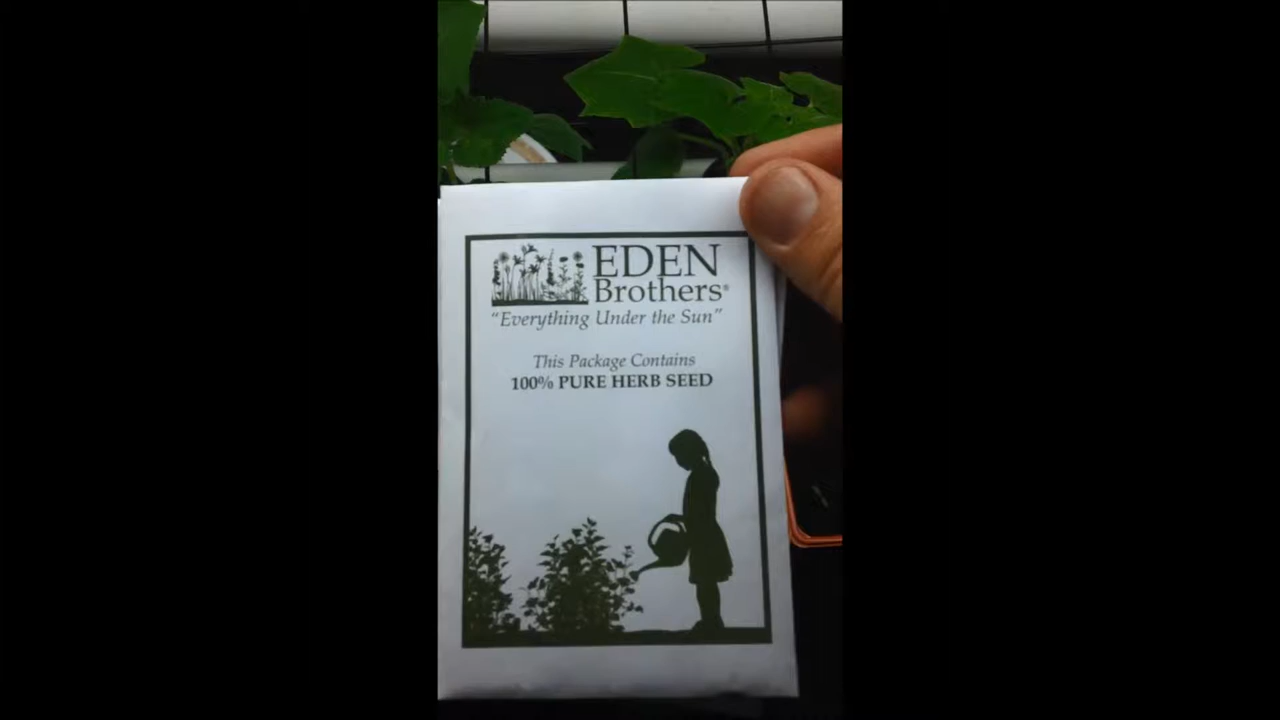 EDEN
Brothers®
"Everything Under the Sun"
This Package Contains
100% PURE HERB SEED